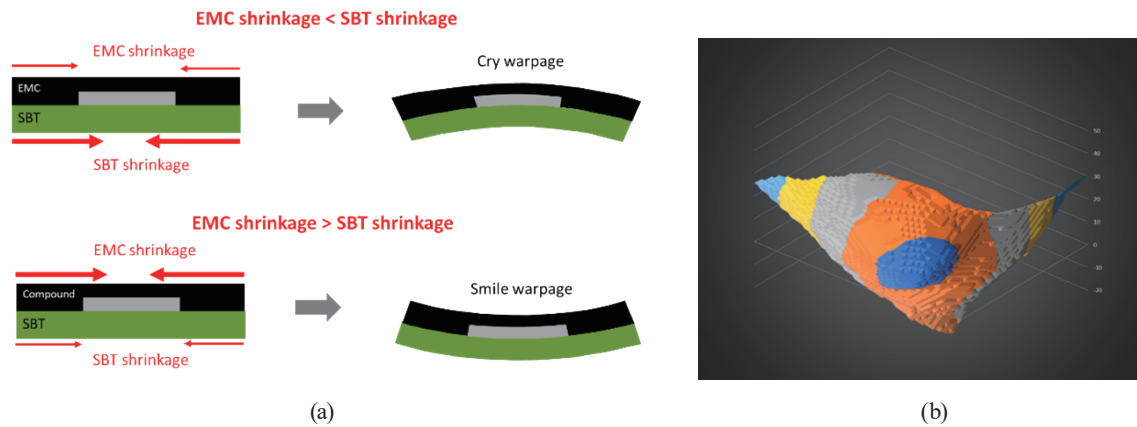 EMC shrinkage < SBT shrinkage
EMC shrinkage
EMC
SBT
SBT shrinkage
Cry warpage
EMC shrinkage > SBT shrinkage
EMC shrinkage
Compound
SBT
SBT shrinkage
Smile warpage
(a)
50
40
30
20
10
0
-10
-20
(b)